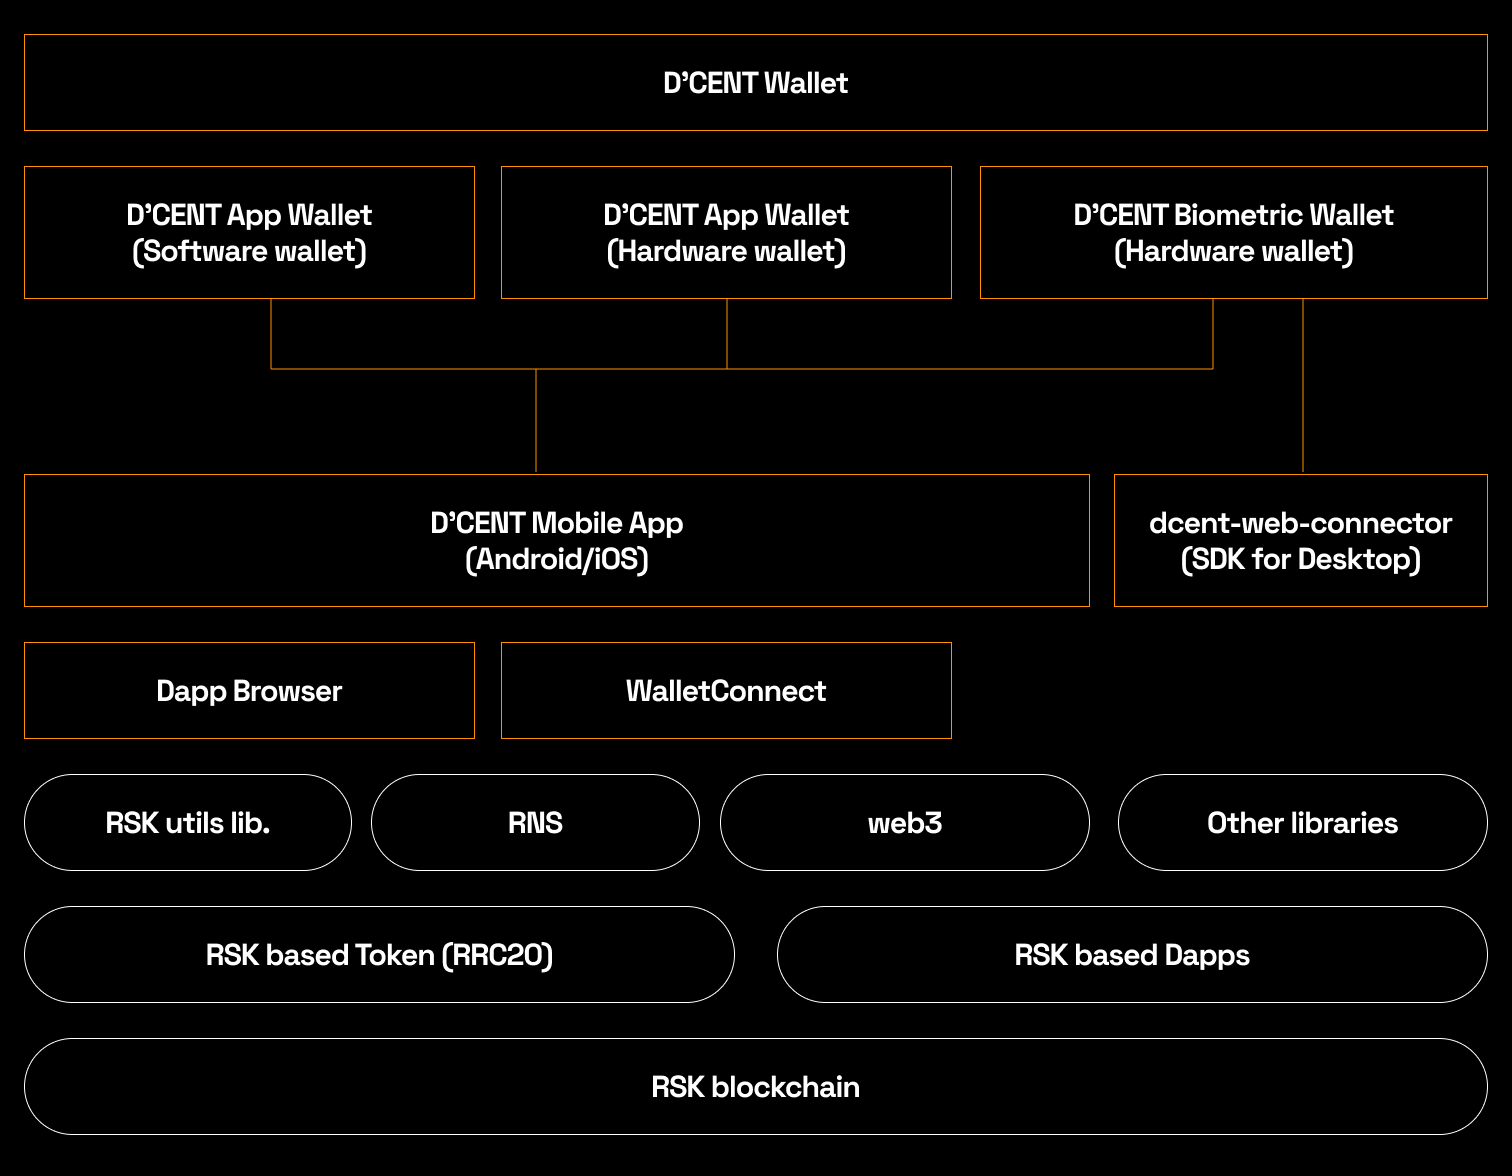 D’CENT Wallet
D’CENT App Wallet
(Software wallet)
D’CENT App Wallet
(Hardware wallet)
D’CENT Biometric Wallet
(Hardware wallet)
D’CENT Mobile App
(Android/iOS)
dcent-web-connector
(SDK for Desktop)
Dapp Browser
WalletConnect
RSK utils lib.
RNS
web3
Other libraries
RSK based Token (RRC20)
RSK based Dapps
RSK blockchain